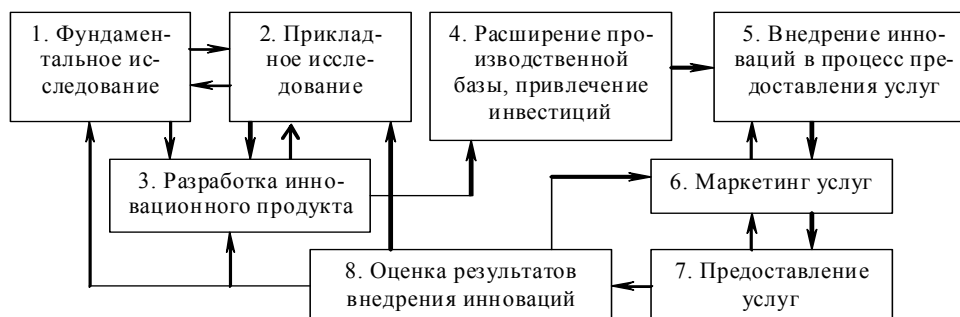 1. Фундамен-
тальное ис-
следование
2. Приклад-
ное иссле-
дование
4. Расширение про-
изводственной
базы, привлечение
инвестиций
5. Внедрение инно-
ваций в процесс пре-
доставления услуг
3. Разработка инно-
вационного продукта
6. Маркетинг услуг
8. Оценка результатов
внедрения инноваций
7. Предоставление
услуг